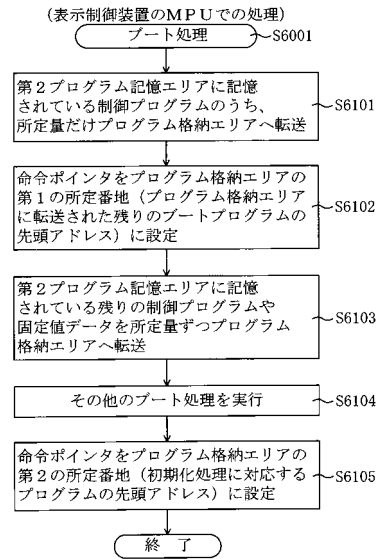 (表示制御装置のMPUでの処理)
ブート処理
S6001
第2プログラム記憶エリアに記憶
されている制御プログラムのうち、
所定量だけプログラム格納エリアへ転送
S6101
命令ポインタをプログラム格納エリアの
第1の所定番地(プログラム格納エリア
に転送された残りのブートプログラムの
先頭アドレス)に設定
S6102
第2プログラム記憶エリアに記憶
されている残りの制御プログラムや
固定値データを所定量ずつプログラム
格納エリアへ転送
S6103
その他のブート処理を実行
S6104
命令ポインタをプログラム格納エリアの
第2の所定番地(初期化処理に対応する
プログラムの先頭アドレス)に設定
S6105
終 了